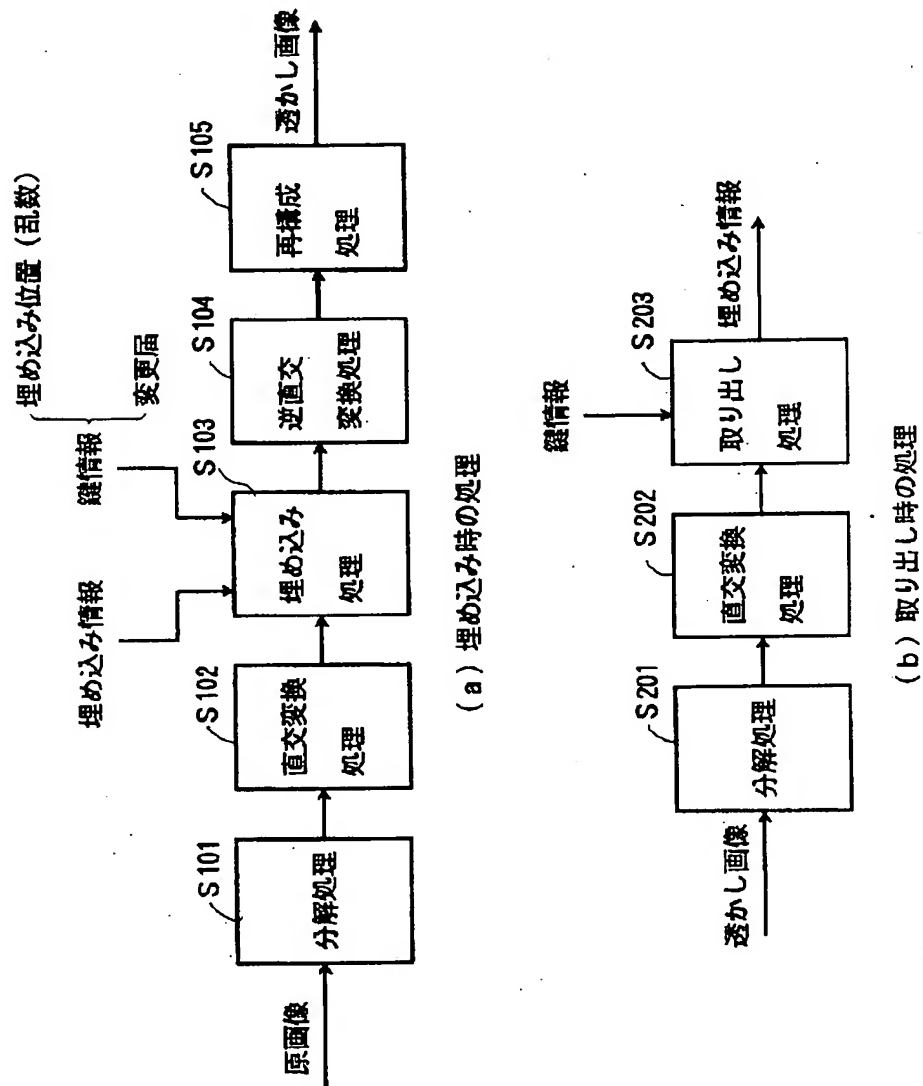 埋め込み位置（乱数）
変更届
鍵情報
埋め込み情報
原画像
S101
分解処理
S102
直交変換
処理
S103
埋め込み
処理
S104
逆直交
変換処理
S105
再構成
処理
透かし画像
(a) 埋め込み時の処理
鍵情報
透かし画像
S201
分解処理
S202
直交変換
処理
S203
取り出し
処理
埋め込み情報
(b) 取り出し時の処理